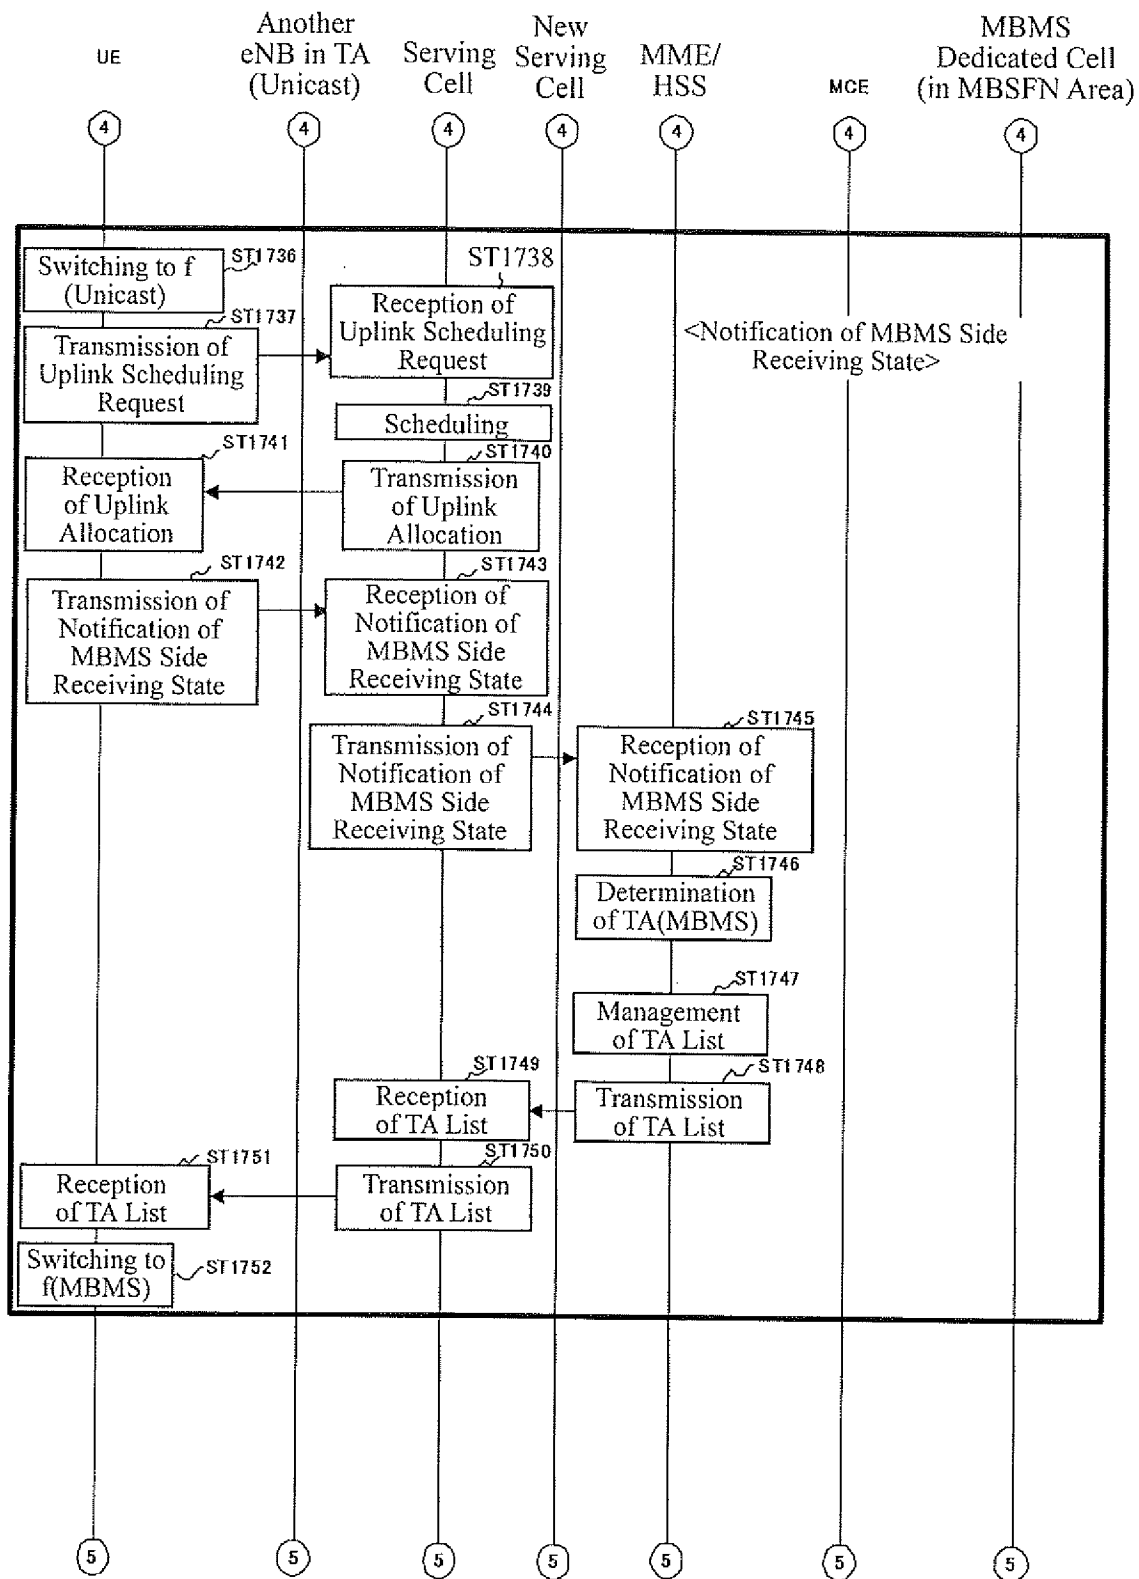 UE
Another
eNB in TA
(Unicast)
Serving
Cell
New
Serving
Cell
MME/
HSS
MCE
MBMS
Dedicated Cell
(in MBSFN Area)
4
4
4
4
4
4
4
ST1736
Switching to f
(Unicast)
ST1737
Transmission of
Uplink Scheduling
Request
ST1738
Reception of
Uplink Scheduling
Request
<Notification of MBMS Side
Receiving State>
ST1739
Scheduling
ST1740
Transmission
of Uplink
Allocation
ST1741
Reception
of Uplink
Allocation
ST1742
Transmission of
Notification of
MBMS Side
Receiving State
ST1743
Reception of
Notification of
MBMS Side
Receiving State
ST1744
Transmission of
Notification of
MBMS Side
Receiving State
ST1745
Reception of
Notification of
MBMS Side
Receiving State
ST1746
Determination
of TA(MBMS)
ST1747
Management
of TA List
ST1748
Transmission
of TA List
ST1749
Reception
of TA List
ST1750
Transmission
of TA List
ST1751
Reception
of TA List
Switching to
f(MBMS)
ST1752
5
5
5
5
5
5
5